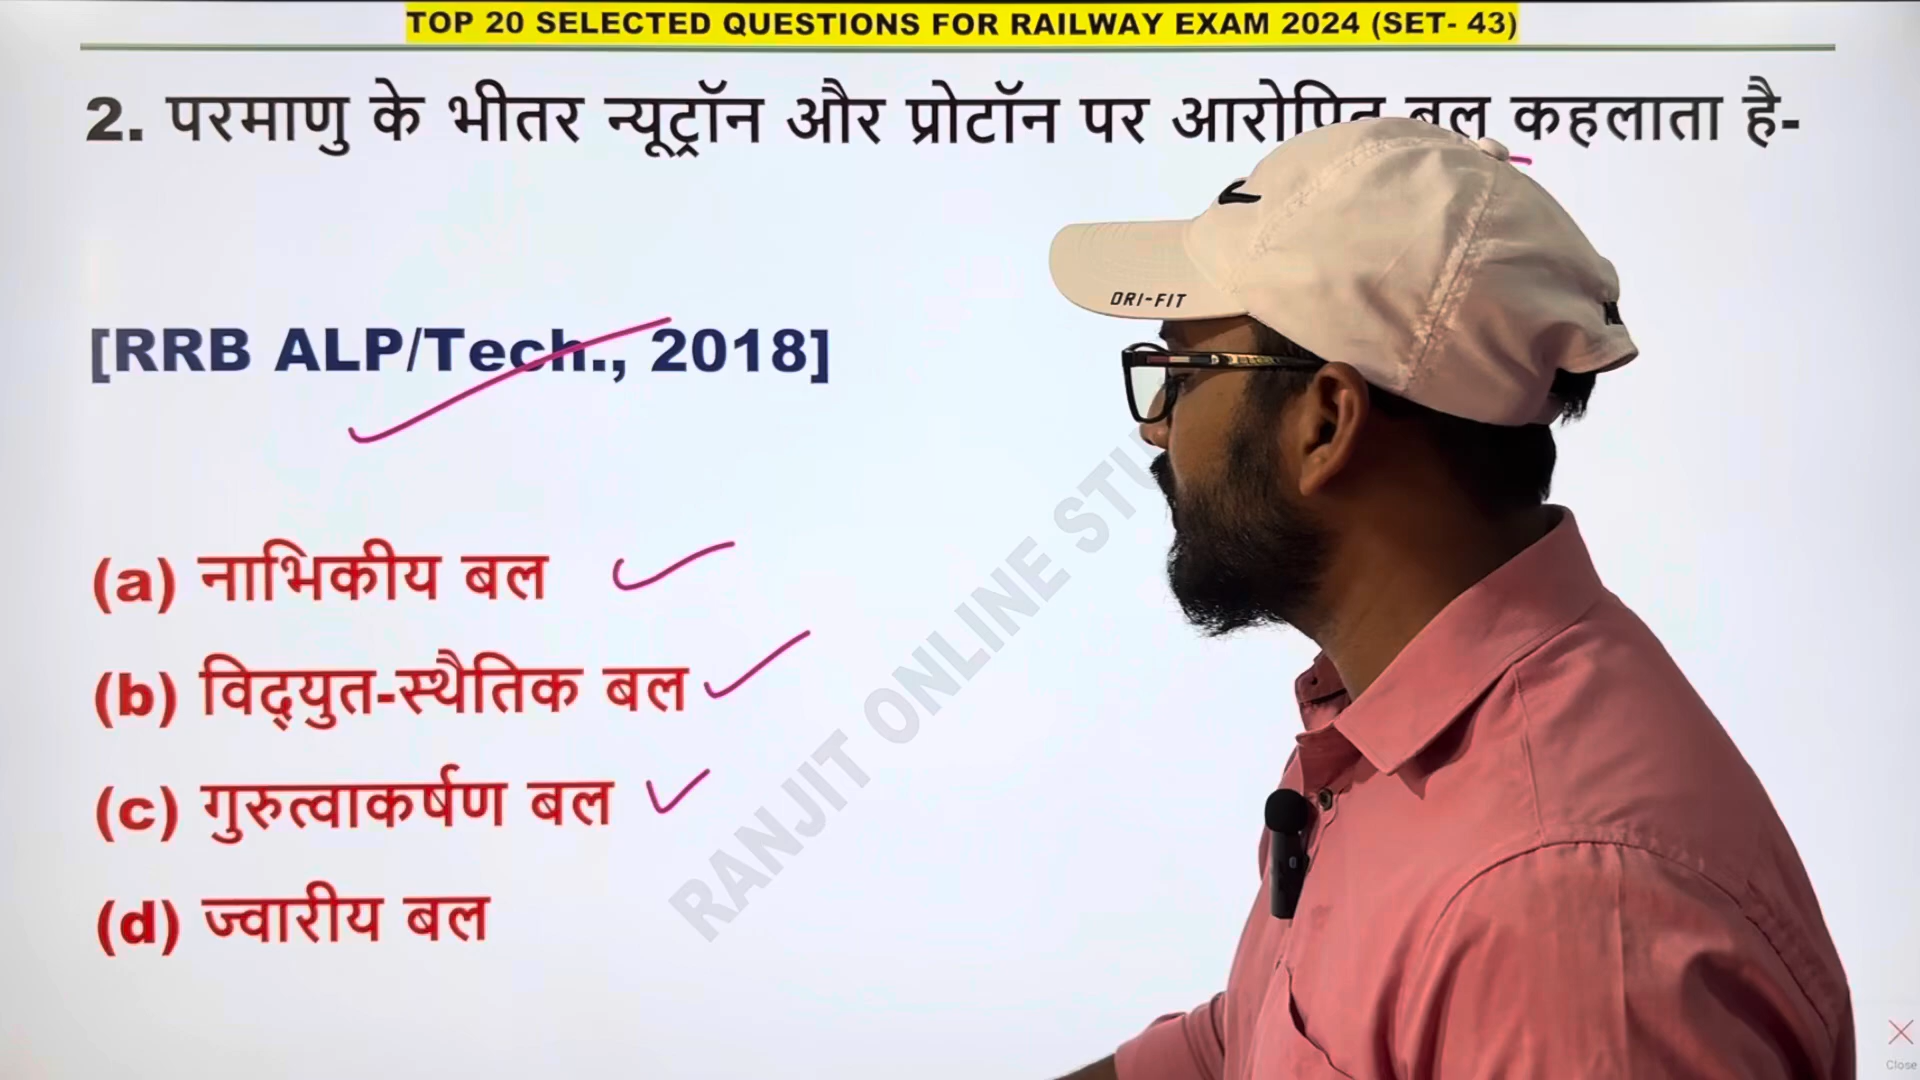 TOP 20 SELECTED QUESTIONS FOR RAILWAY EXAM 2024 (SET- 43)
2. परमाणु के भीतर न्यूट्रॉन और प्रोटॉन पर आरोपित बल कहलाता है-
DRI-FIT
[RRB ALP/Tech., 2018]
(a) नाभिकीय बल
(b) विद्युत-स्थैतिक बल
(c) गुरुत्वाकर्षण बल
(d) ज्वारीय बल
RANJIT ONLINE
Close